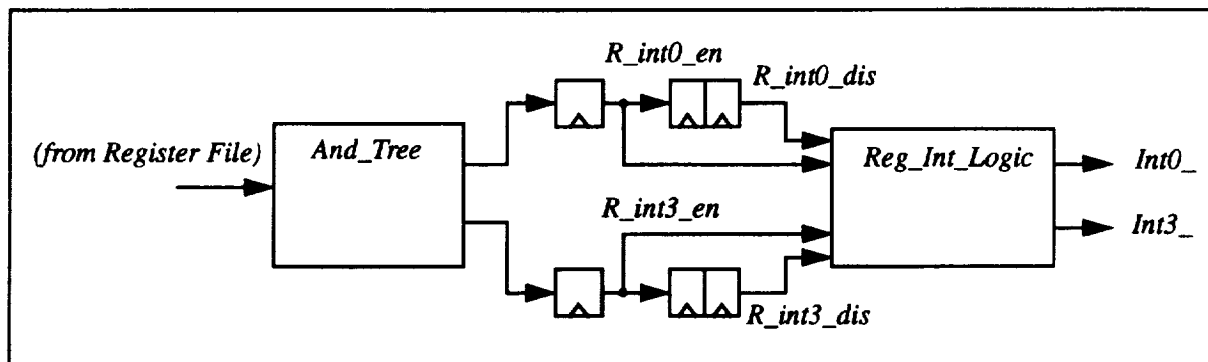 R_int0_en
R_int0_dis
(from Register File)
And_Tree
Reg_Int_Logic
Int0_
R_int3_en
Int3_
R_int3_dis